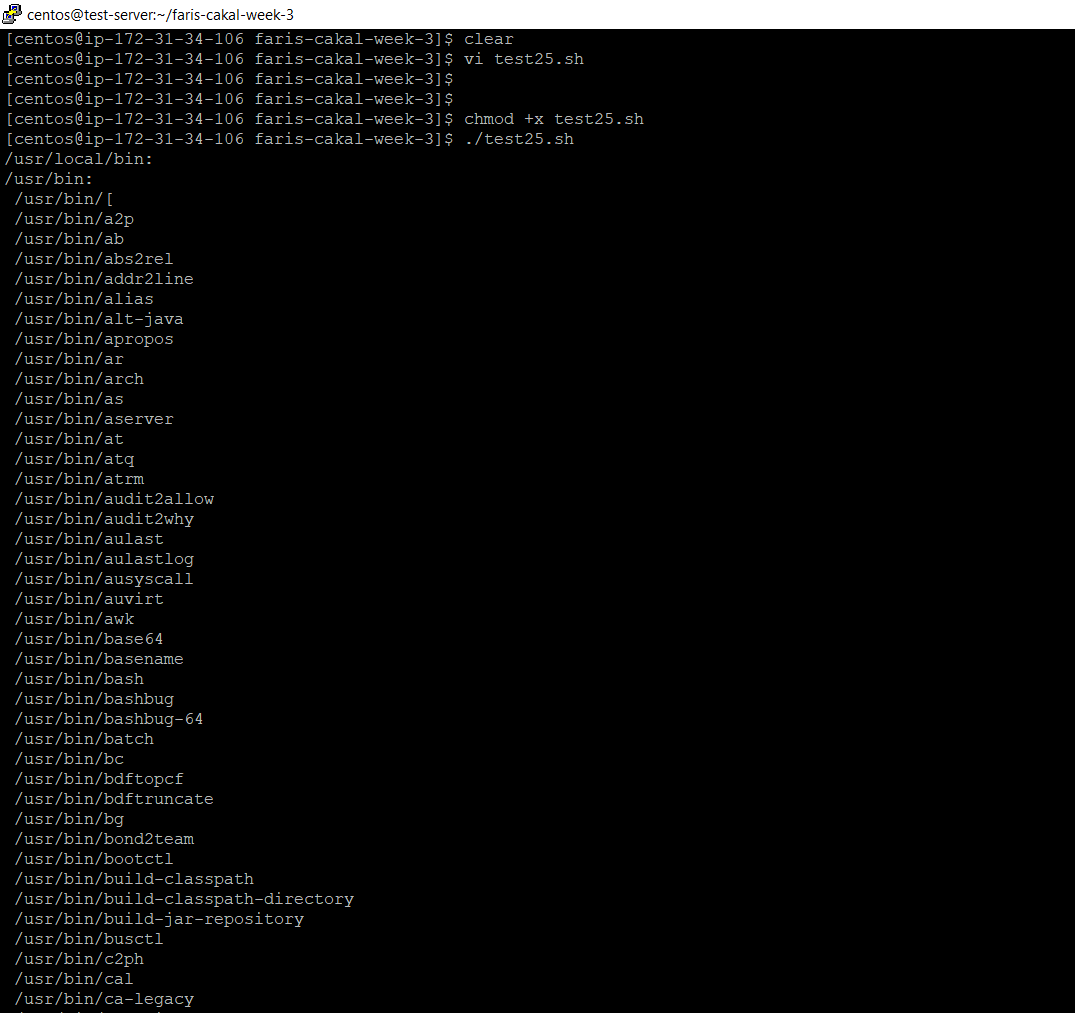 centos@test-server:~/faris-cakal-week-3
[centos@ip-172-31-34-106 faris-cakal-week-3]$ clear
[centos@ip-172-31-34-106 faris-cakal-week-3]$ vi test25.sh
[centos@ip-172-31-34-106 faris-cakal-week-3]$
[centos@ip-172-31-34-106 faris-cakal-week-3]$
[centos@ip-172-31-34-106 faris-cakal-week-3]$ chmod +x test25.sh
[centos@ip-172-31-34-106 faris-cakal-week-3]$ ./test25.sh
/usr/local/bin:
/usr/bin:
 /usr/bin/[
 /usr/bin/a2p
 /usr/bin/ab
 /usr/bin/abs2rel
 /usr/bin/addr2line
 /usr/bin/alias
 /usr/bin/alt-java
 /usr/bin/apropos
 /usr/bin/ar
 /usr/bin/arch
 /usr/bin/as
 /usr/bin/aserver
 /usr/bin/at
 /usr/bin/atq
 /usr/bin/atrm
 /usr/bin/audit2allow
 /usr/bin/audit2why
 /usr/bin/aulast
 /usr/bin/aulastlog
 /usr/bin/ausyscall
 /usr/bin/auvirt
 /usr/bin/awk
 /usr/bin/base64
 /usr/bin/basename
 /usr/bin/bash
 /usr/bin/bashbug
 /usr/bin/bashbug-64
 /usr/bin/batch
 /usr/bin/bc
 /usr/bin/bdftopcf
 /usr/bin/bdftruncate
 /usr/bin/bg
 /usr/bin/bond2team
 /usr/bin/bootctl
 /usr/bin/build-classpath
 /usr/bin/build-classpath-directory
 /usr/bin/build-jar-repository
 /usr/bin/busctl
 /usr/bin/c2ph
 /usr/bin/cal
 /usr/bin/ca-legacy